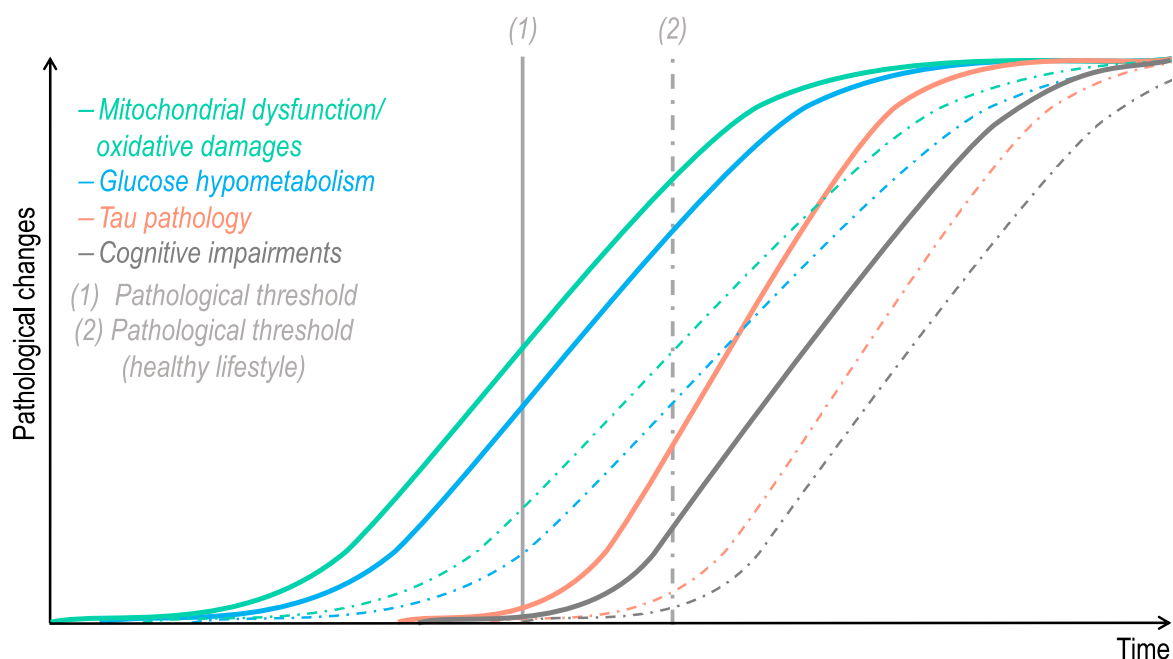 (1)
(2)
– Mitochondrial dysfunction/
oxidative damages
– Glucose hypometabolism
– Tau pathology
– Cognitive impairments
(1) Pathological threshold
(2) Pathological threshold
(healthy lifestyle)
Pathological changes
Time